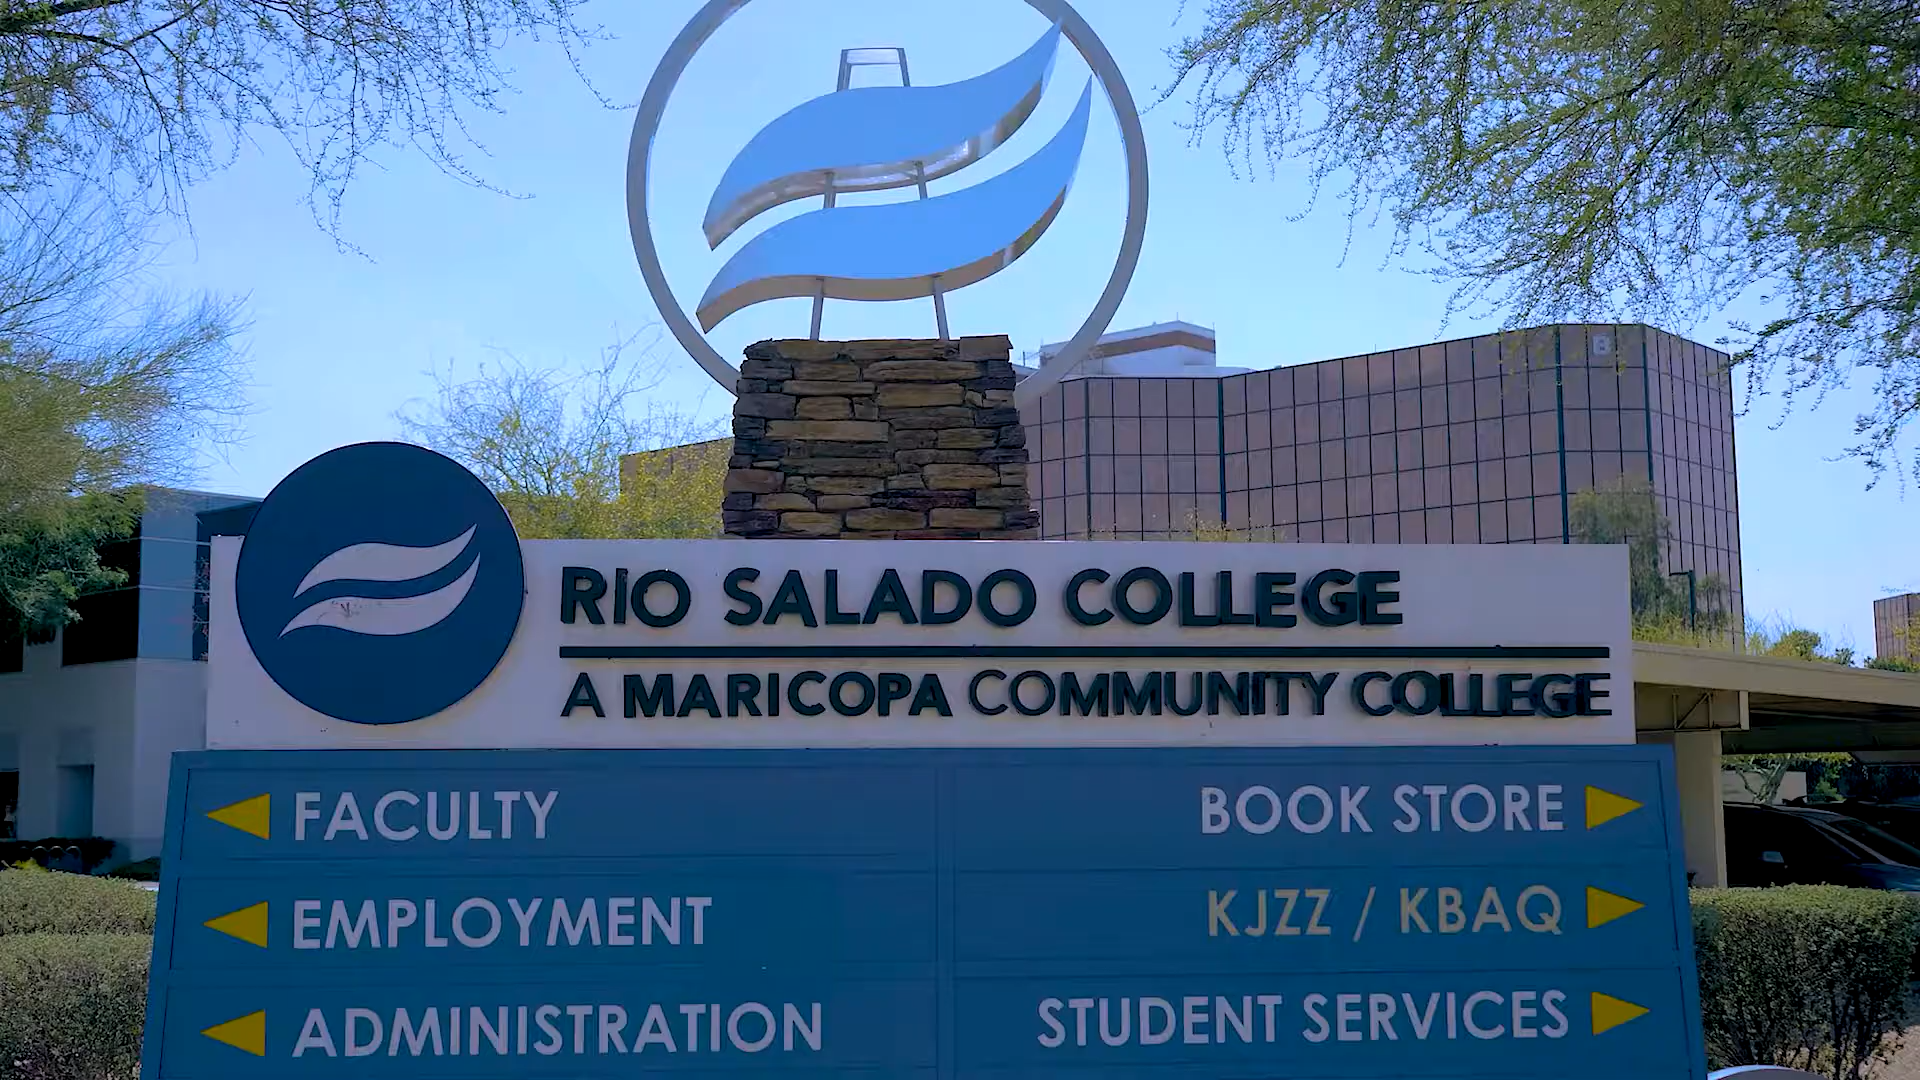 B
RIO SALADO COLLEGE
A MARICOPA COMMUNITY COLLEGE
FACULTY
BOOK STORE
EMPLOYMENT
KJZZ / KBAQ
ADMINISTRATION
STUDENT SERVICES